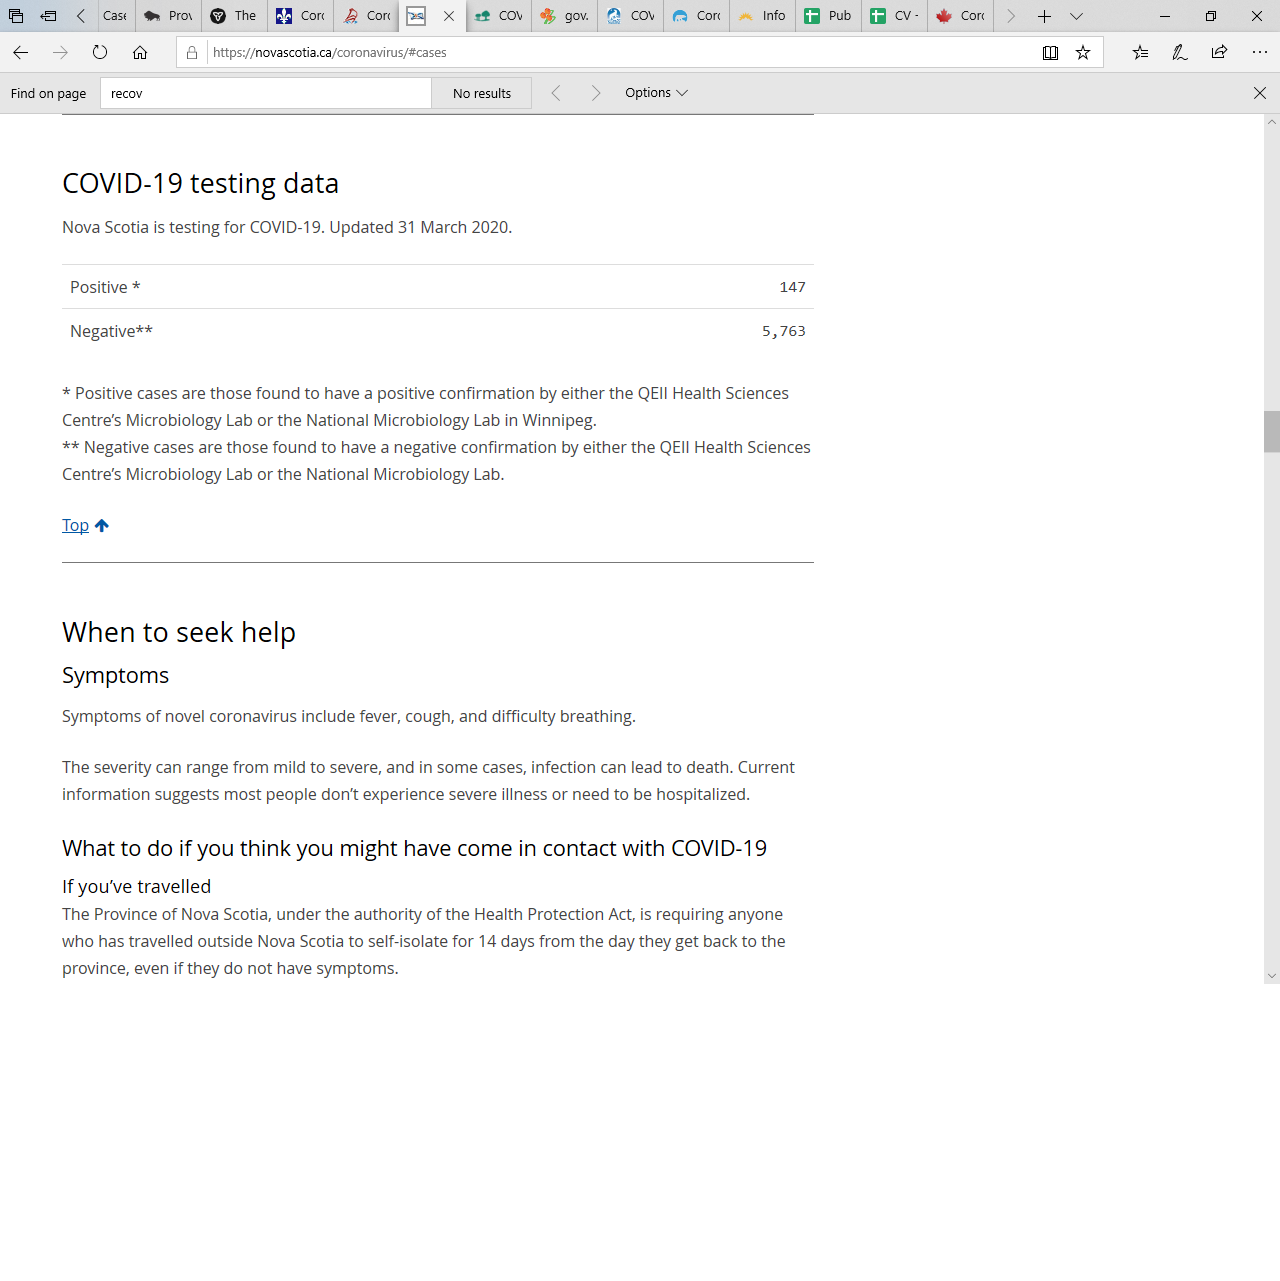 Case
Prov
The
Coro
Coro
COV
gov.
COV
Coro
Info
Pub
CV -
Coro
https://novascotia.ca/coronavirus/#cases
Find on page recov No results Options
COVID-19 testing data
Nova Scotia is testing for COVID-19. Updated 31 March 2020.
Positive * 147
Negative** 5,763
* Positive cases are those found to have a positive confirmation by either the QEII Health Sciences
Centre’s Microbiology Lab or the National Microbiology Lab in Winnipeg.
** Negative cases are those found to have a negative confirmation by either the QEII Health Sciences
Centre’s Microbiology Lab or the National Microbiology Lab.
Top
When to seek help
Symptoms
Symptoms of novel coronavirus include fever, cough, and difficulty breathing.
The severity can range from mild to severe, and in some cases, infection can lead to death. Current
information suggests most people don’t experience severe illness or need to be hospitalized.
What to do if you think you might have come in contact with COVID-19
If you’ve travelled
The Province of Nova Scotia, under the authority of the Health Protection Act, is requiring anyone
who has travelled outside Nova Scotia to self-isolate for 14 days from the day they get back to the
province, even if they do not have symptoms.